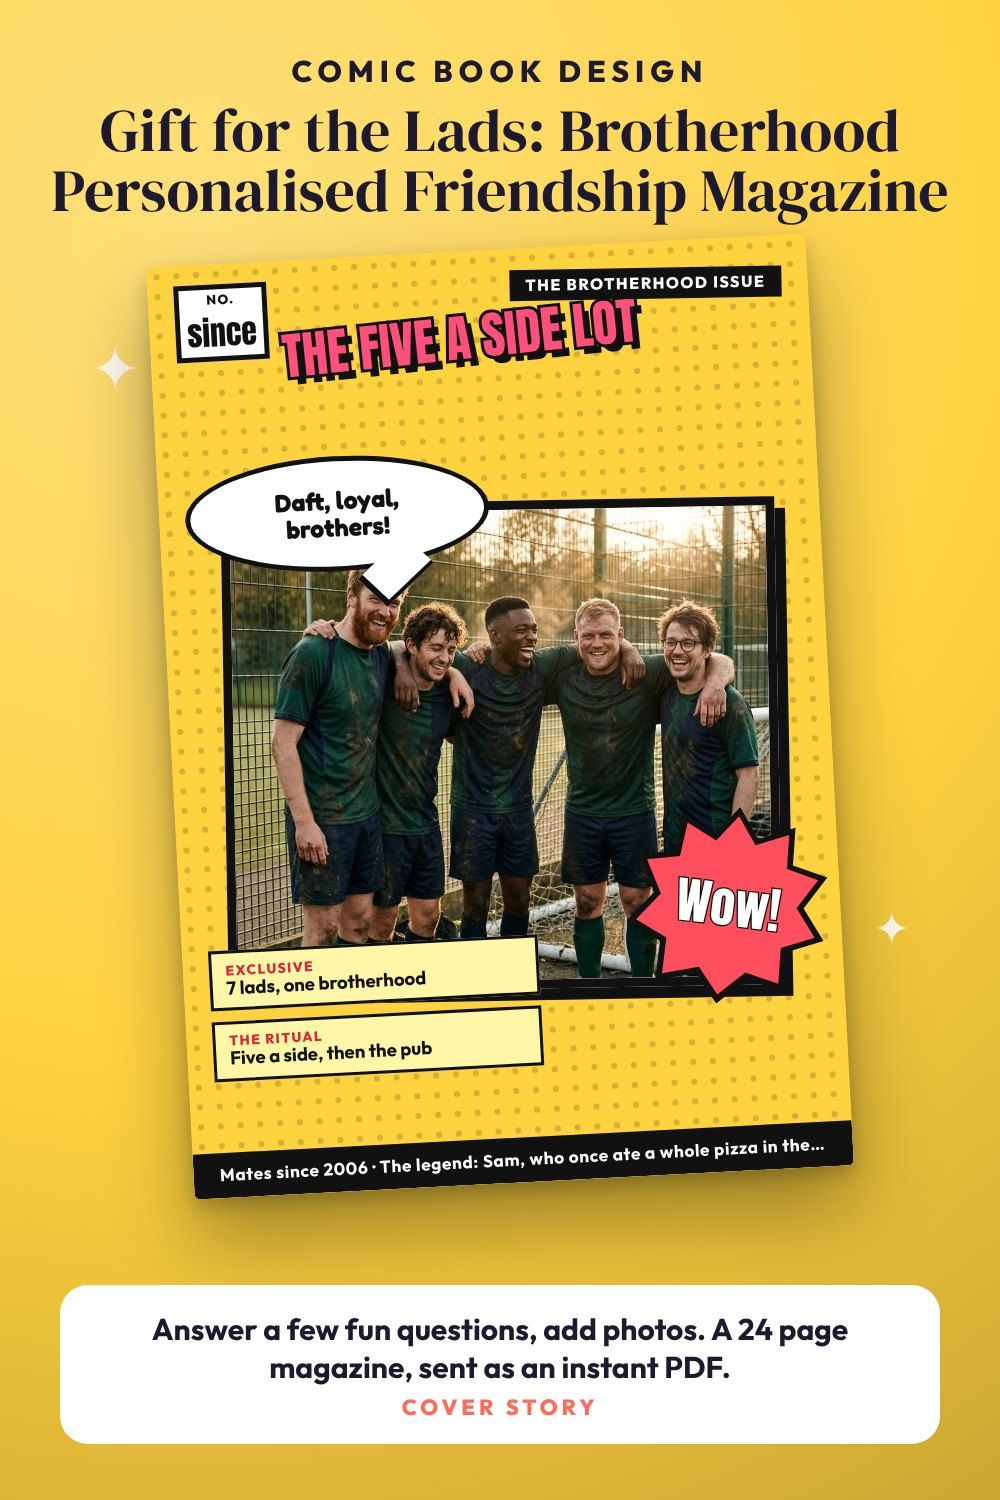 COMIC BOOK DESIGN
Gift for the Lads: Brotherhood
Personalised Friendship Magazine
THE BROTHERHOOD ISSUE
NO.
since
THE FIVE A SIDE LOT
Daft, loyal,
brothers!
Wow!
EXCLUSIVE
7 lads, one brotherhood
THE RITUAL
Five a side, then the pub
Mates since 2006 · The legend: Sam, who once ate a whole pizza in the...
Answer a few fun questions, add photos. A 24 page
magazine, sent as an instant PDF.
COVER STORY